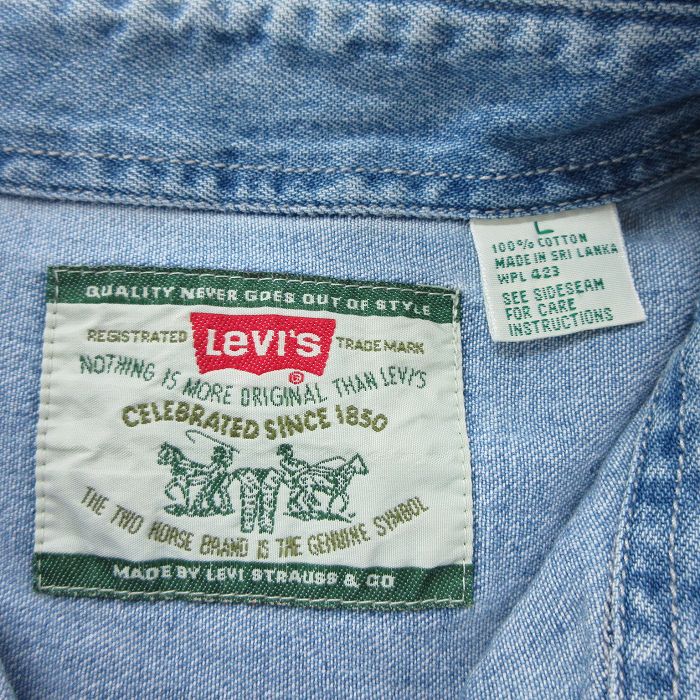 QUALITY NEVER GOES OUT OF STYLE
REGISTRATED Levi's TRADEMARK
®
NOTHING IS MORE ORIGINAL THAN LEVI'S
CELEBRATED SINCE 1850
THE TWO HORSE BRAND IS THE GENUINE SYMBOL
MADE BY LEVI STRAUSS & CO
L
100% COTTON
MADE IN SRI LANKA
WPL 423
SEE SIDESEAM
FOR CARE
INSTRUCTIONS